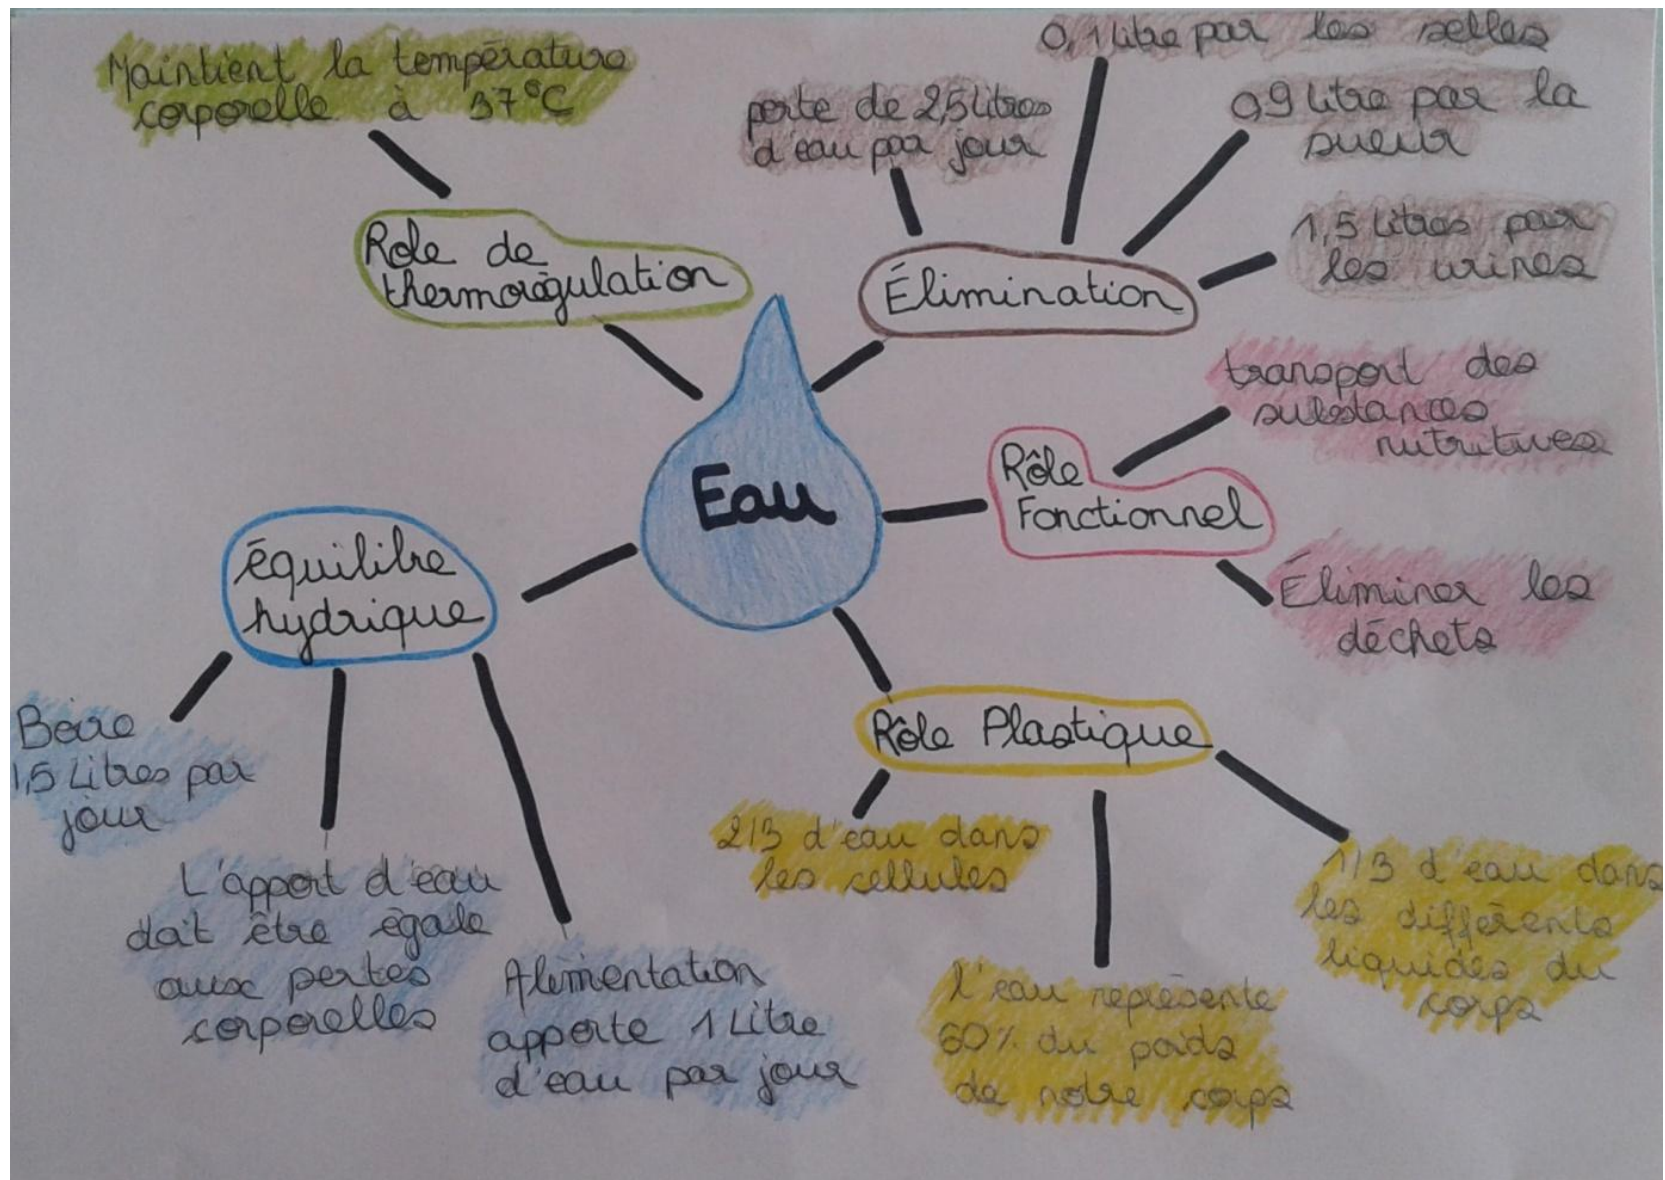 Maintient la température
corporelle à 37°C
Role de
thermorégulation
perte de 2,5 Litres
d'eau par jour
0,1 Litre par les selles
0,9 Litre par la
sueur
1,5 Litres par
les urines
Élimination
transport des
substances
nutritives
Rôle
Fonctionnel
Éliminer les
déchets
Eau
équilibre
hydrique
Boire
1,5 Litres par
jour
L'apport d'eau
doit être égale
aux pertes
corporelles
Alimentation
apporte 1 Litre
d'eau par jour
Rôle Plastique
2/3 d'eau dans
les cellules
l'eau représente
60% du poids
de notre corps
1/3 d'eau dans
les différents
liquides du
corps